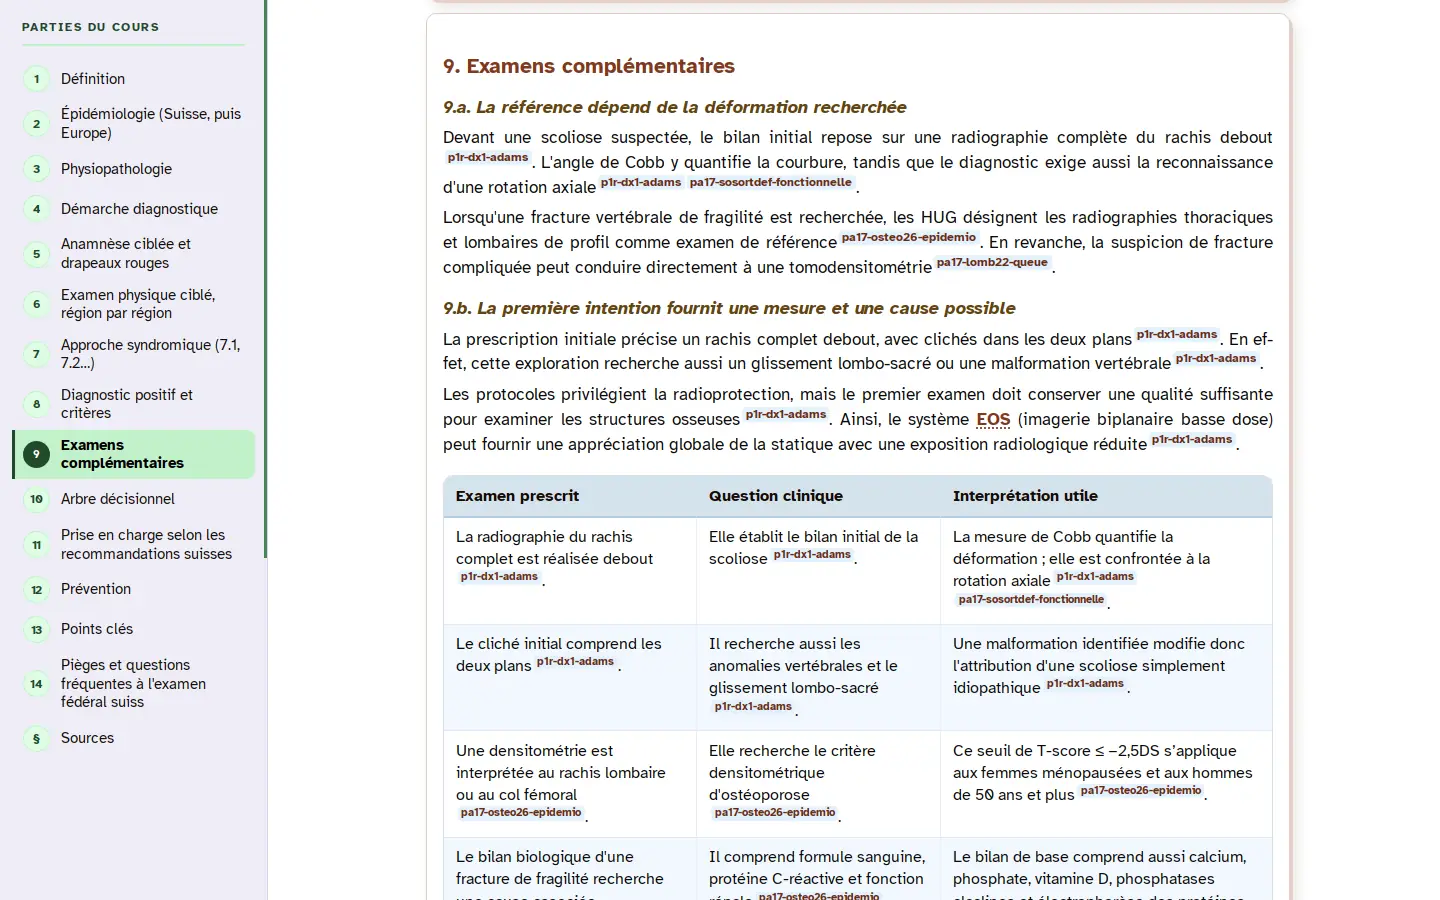 PARTIES DU COURS
1 Définition
2 Épidémiologie (Suisse, puis
Europe)
3 Physiopathologie
4 Démarche diagnostique
5 Anamnèse ciblée et
drapeaux rouges
6 Examen physique ciblé,
région par région
7 Approche syndromique (7.1,
7.2...)
8 Diagnostic positif et
critères
9 Examens
complémentaires
10 Arbre décisionnel
11 Prise en charge selon les
recommandations suisses
12 Prévention
13 Points clés
14 Pièges et questions
fréquentes à l'examen
fédéral suiss
§ Sources
9. Examens complémentaires
9.a. La référence dépend de la déformation recherchée
Devant une scoliose suspectée, le bilan initial repose sur une radiographie complète du rachis debout
p1r-dx1-adams. L'angle de Cobb y quantifie la courbure, tandis que le diagnostic exige aussi la reconnaissance
d'une rotation axiale p1r-dx1-adams pa17-sosortdef-fonctionnelle.
Lorsqu'une fracture vertébrale de fragilité est recherchée, les HUG désignent les radiographies thoraciques
et lombaires de profil comme examen de référence pa17-osteo26-epidemio. En revanche, la suspicion de fracture
compliquée peut conduire directement à une tomodensitométrie pa17-lomb22-queue.
9.b. La première intention fournit une mesure et une cause possible
La prescription initiale précise un rachis complet debout, avec clichés dans les deux plans p1r-dx1-adams. En ef-
fet, cette exploration recherche aussi un glissement lombo-sacré ou une malformation vertébrale p1r-dx1-adams.
Les protocoles privilégient la radioprotection, mais le premier examen doit conserver une qualité suffisante
pour examiner les structures osseuses p1r-dx1-adams. Ainsi, le système EOS (imagerie biplanaire basse dose)
peut fournir une appréciation globale de la statique avec une exposition radiologique réduite p1r-dx1-adams.
Examen prescrit
Question clinique
Interprétation utile
La radiographie du rachis
complet est réalisée debout
p1r-dx1-adams.
Elle établit le bilan initial de la
scoliose p1r-dx1-adams.
La mesure de Cobb quantifie la
déformation ; elle est confrontée à la
rotation axiale p1r-dx1-adams
pa17-sosortdef-fonctionnelle.
Le cliché initial comprend les
deux plans p1r-dx1-adams.
Il recherche aussi les
anomalies vertébrales et le
glissement lombo-sacré
p1r-dx1-adams.
Une malformation identifiée modifie donc
l'attribution d'une scoliose simplement
idiopathique p1r-dx1-adams.
Une densitométrie est
interprétée au rachis lombaire
ou au col fémoral
pa17-osteo26-epidemio.
Elle recherche le critère
densitométrique
d'ostéoporose
pa17-osteo26-epidemio.
Ce seuil de T-score ≤ −2,5DS s’applique
aux femmes ménopausées et aux hommes
de 50 ans et plus pa17-osteo26-epidemio.
Le bilan biologique d'une
fracture de fragilité recherche
Il comprend formule sanguine,
protéine C-réactive et fonction
pa17-osteo26-epidemio
Le bilan de base comprend aussi calcium,
phosphate, vitamine D, phosphatases